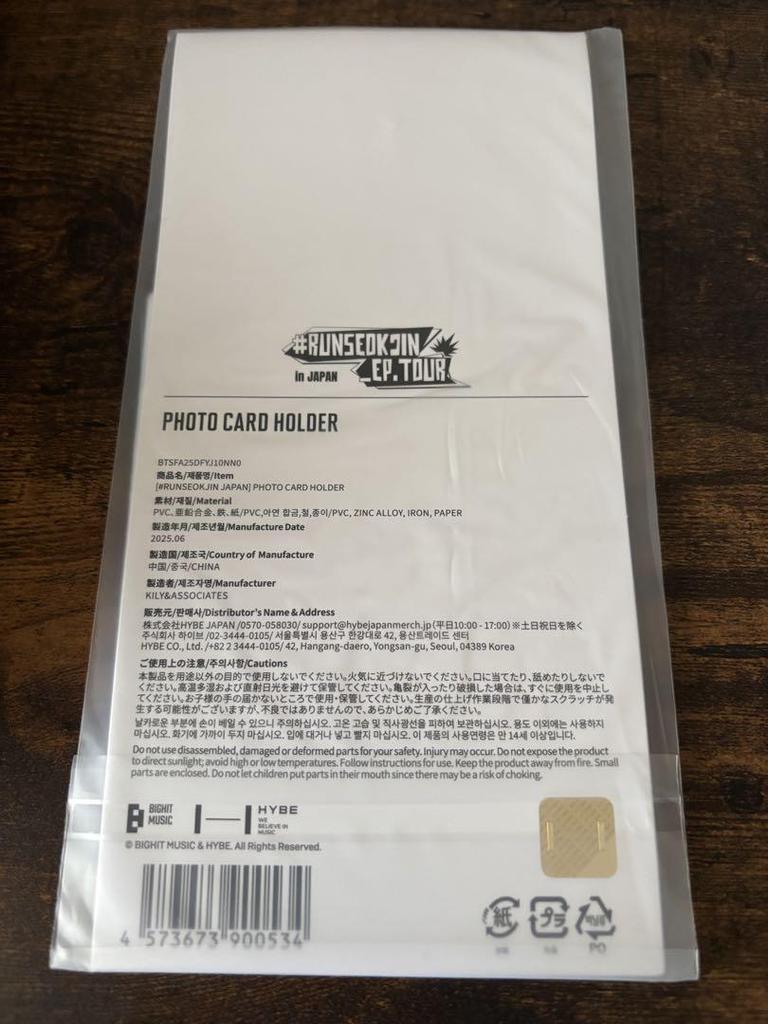 #RUNSEOKJIN
_EP.TOUR
in JAPAN
PHOTO CARD HOLDER
BTSFA25DFYJ10NN0
商品名/제품명/Item
[#RUNSEOKJIN JAPAN] PHOTO CARD HOLDER
素材/재질/Material
PVC、亜鉛合金、鉄、紙/PVC,아연 합금,철,종이/PVC, ZINC ALLOY, IRON, PAPER
製造年月/제조년월/Manufacture Date
2025.06
製造国/제조국/Country of Manufacture
中国/중국/CHINA
製造者/제조자명/Manufacturer
KILY&ASSOCIATES
販売元/판매사/Distributor's Name & Address
株式会社HYBE JAPAN /0570-058030/ support@hybejapanmerch.jp (平日10:00 - 17:00) ※土日祝日を除く
주식회사 하이브 /02-3444-0105/ 서울특별시 용산구 한강대로 42, 용산트레이드 센터
HYBE CO., Ltd. /+82 2 3444-0105/ 42, Hangang-daero, Yongsan-gu, Seoul, 04389 Korea
ご使用上の注意/주의사항/Cautions
本製品を用途以外の目的で使用しないでください。火気に近づけないでください。口に当てたり、舐めたりしないで
ください。高温多湿および直射日光を避けて保管してください。亀裂が入ったり破損した場合は、すぐに使用を中止し
てください。お子様の手の届かないところで使用・保管してください。生産の仕上げ作業段階で僅かなスクラッチが発
生する可能性がございますが、不良ではありませんので、あらかじめご了承ください。
날카로운 부분에 손이 베일 수 있으니 주의하십시오. 고온 고습 및 직사광선을 피하여 보관하십시오. 용도 이외에는 사용하지
마십시오. 화기에 가까이 두지 마십시오. 입에 대거나 넣고 빨지 마십시오. 이 제품의 사용연령은 만 14세 이상입니다.
Do not use disassembled, damaged or deformed parts for your safety. Injury may occur. Do not expose the product
to direct sunlight; avoid high or low temperatures. Follow instructions for use. Keep the product away from fire. Small
parts are enclosed. Do not let children put parts in their mouth since there may be a risk of choking.
BIGHIT
MUSIC
HYBE
WE
BELIEVE IN
MUSIC
© BIGHIT MUSIC & HYBE. All Rights Reserved.
4 573673 900534
紙
プラ
PO